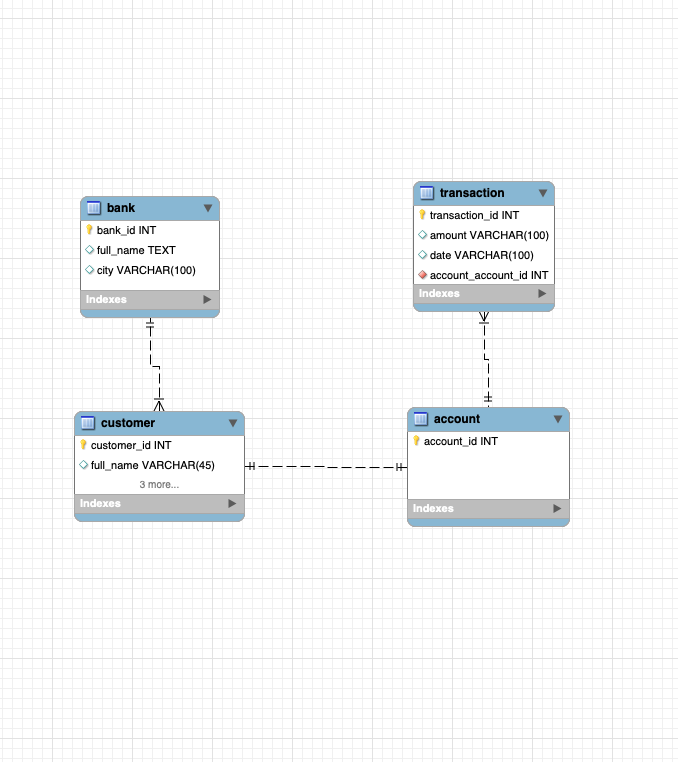 bank
bank_id INT
full_name TEXT
city VARCHAR(100)
Indexes
transaction
transaction_id INT
amount VARCHAR(100)
date VARCHAR(100)
account_account_id INT
Indexes
customer
customer_id INT
full_name VARCHAR(45)
3 more...
Indexes
account
account_id INT
Indexes